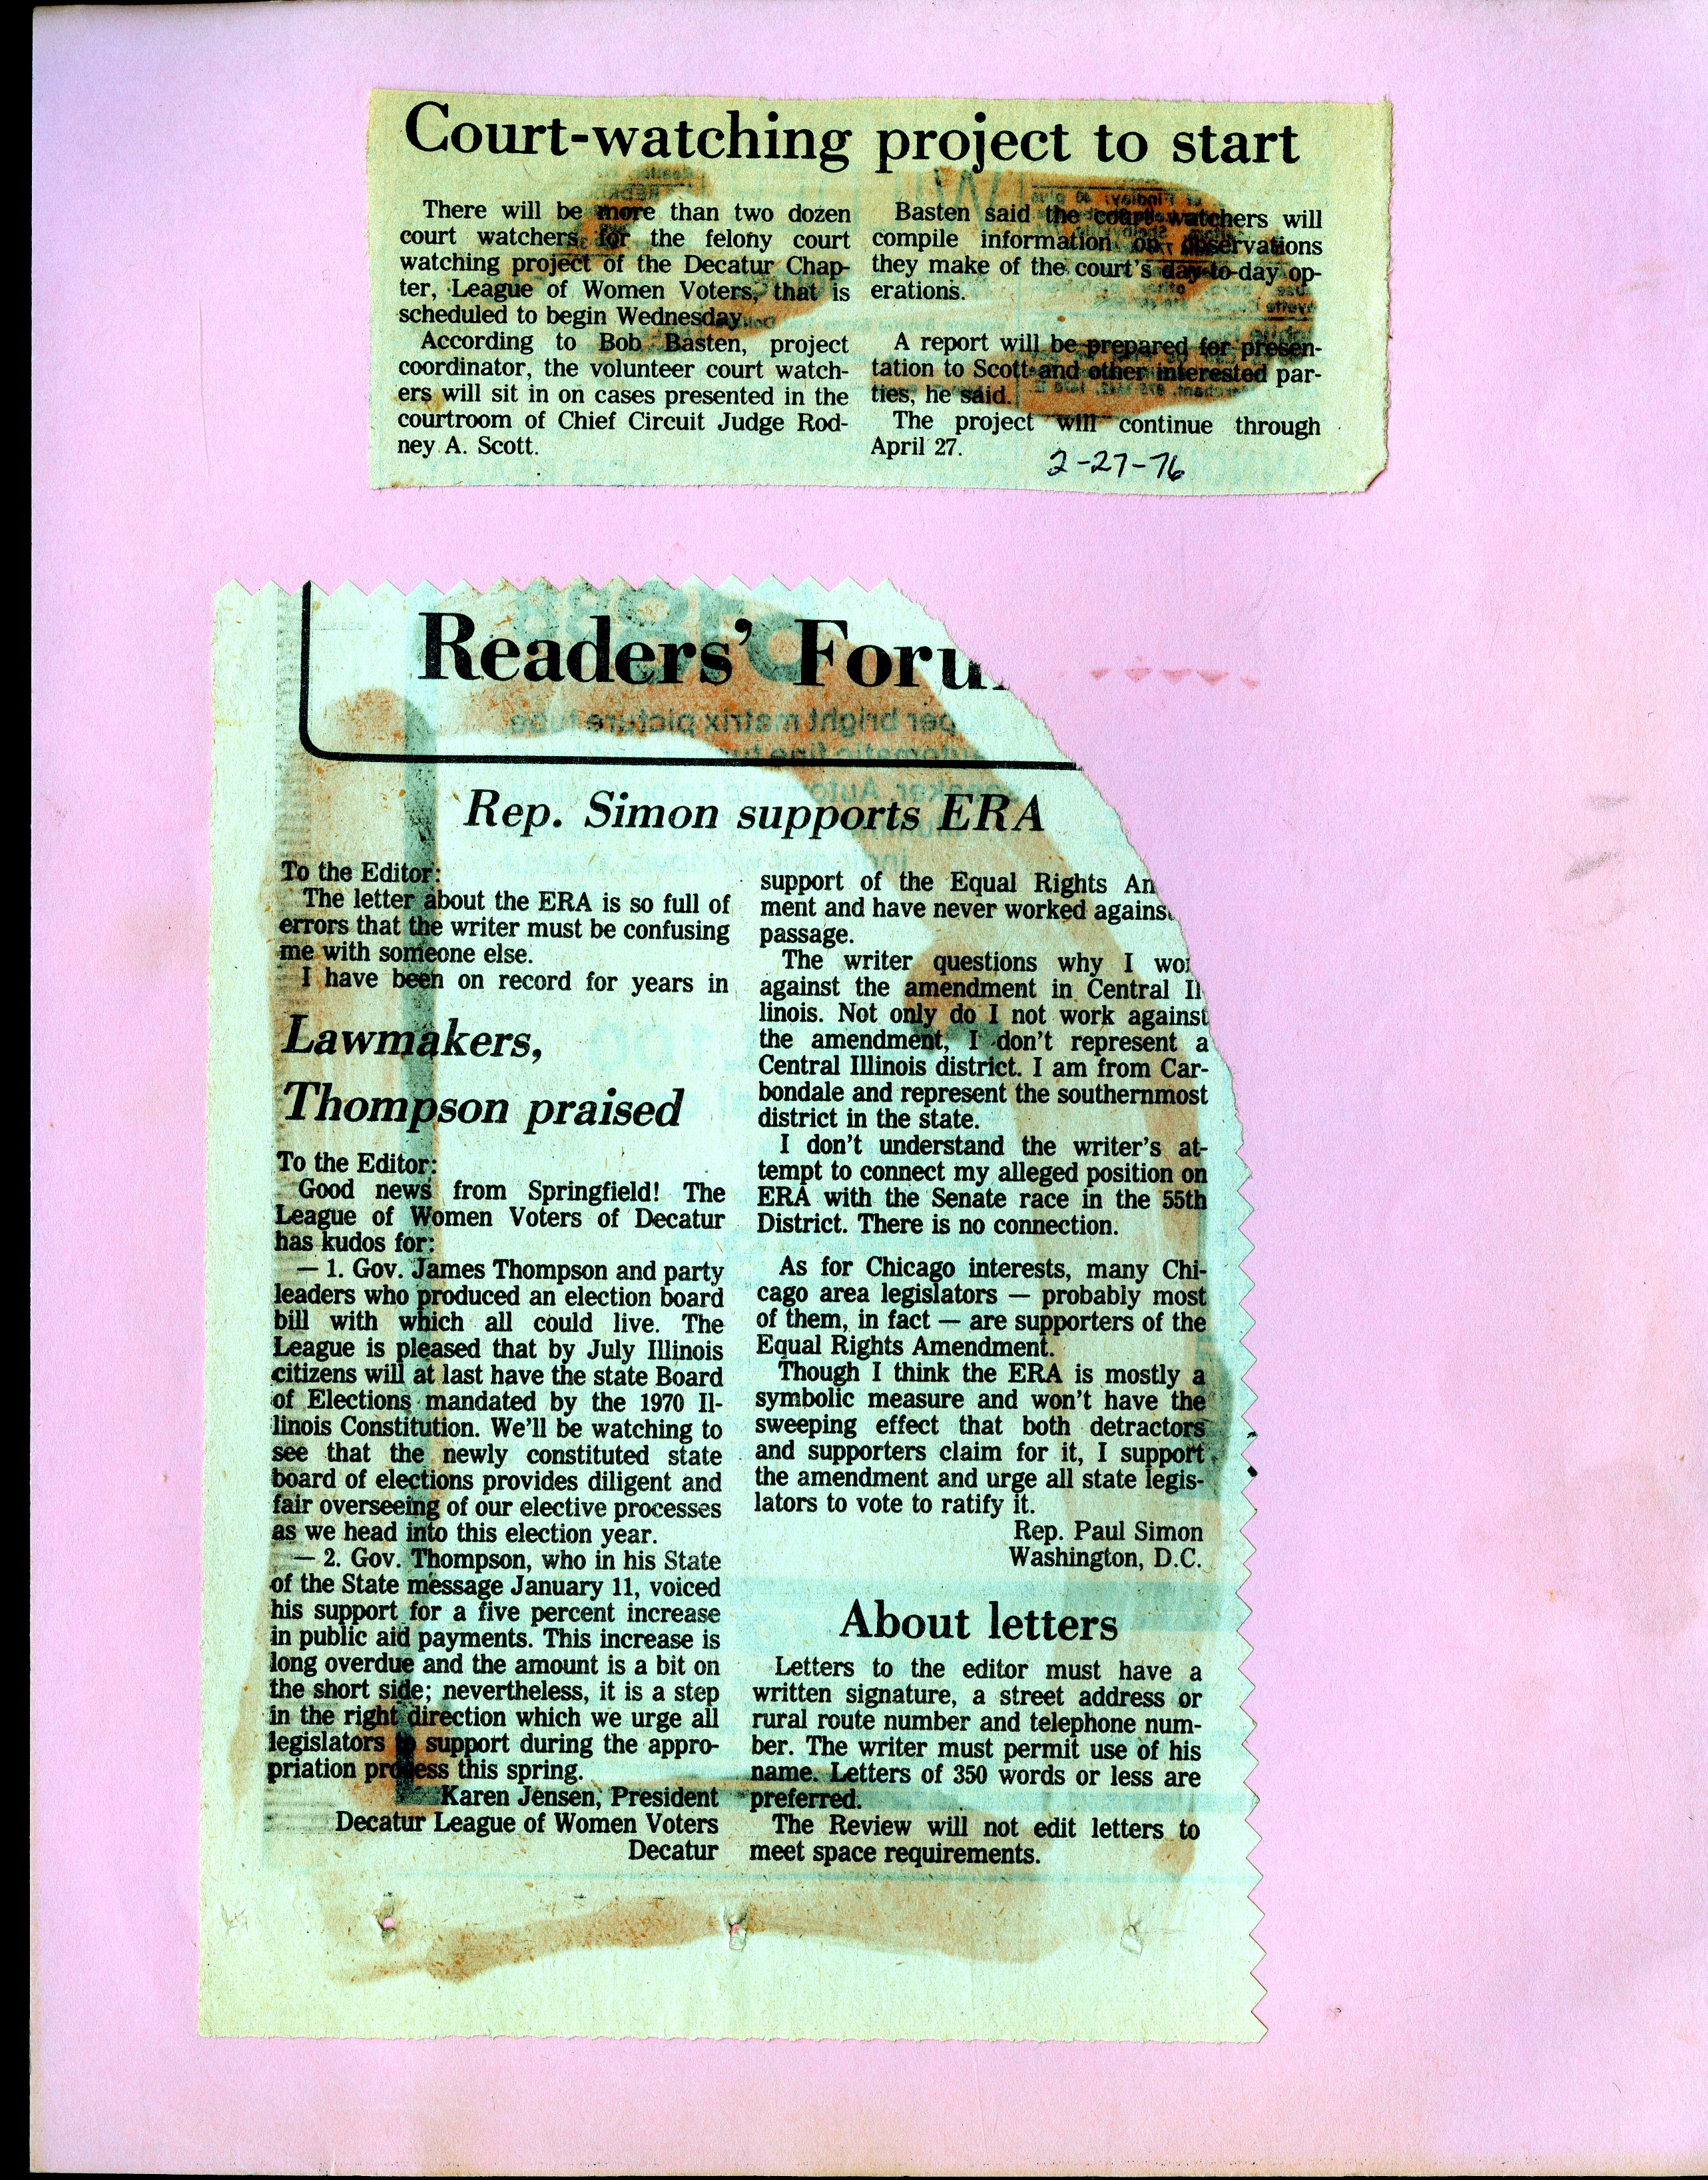 Court-watching project to start
There will be more than two dozen
court watchers for the felony court
watching project of the Decatur Chap-
ter, League of Women Voters, that is
scheduled to begin Wednesday.
According to Bob Basten, project
coordinator, the volunteer court watch-
ers will sit in on cases presented in the
courtroom of Chief Circuit Judge Rod-
ney A. Scott.
Basten said the court watchers will
compile information on observations
they make of the court's day-to-day op-
erations.
A report will be prepared for presen-
tation to Scott and other interested par-
ties, he said.
The project will continue through
April 27.
2-27-76
Readers' Foru
Rep. Simon supports ERA
To the Editor:
The letter about the ERA is so full of
errors that the writer must be confusing
me with someone else.
I have been on record for years in
support of the Equal Rights
ment and have never worked against
passage.
The writer questions why I
against the amendment in Central Il
linois. Not only do I not work against
the amendment, I don't represent a
Central Illinois district. I am from Car-
bondale and represent the southernmost
district in the state.
I don't understand the writer's at-
tempt to connect my alleged position on
ERA with the Senate race in the 55th
District. There is no connection.
As for Chicago interests, many Chi-
cago area legislators — probably most
of them, in fact — are supporters of the
Equal Rights Amendment.
Though I think the ERA is mostly a
symbolic measure and won't have the
sweeping effect that both detractors
and supporters claim for it, I support
the amendment and urge all state legis-
lators to vote to ratify it.
Rep. Paul Simon
Washington, D.C.
Lawmakers,
Thompson praised
To the Editor:
Good news from Springfield! The
League of Women Voters of Decatur
has kudos for:
— 1. Gov. James Thompson and party
leaders who produced an election board
bill with which all could live. The
League is pleased that by July Illinois
citizens will at last have the state Board
of Elections mandated by the 1970 Il-
linois Constitution. We'll be watching to
see that the newly constituted state
board of elections provides diligent and
fair overseeing of our elective processes
as we head into this election year.
— 2. Gov. Thompson, who in his State
of the State message January 11, voiced
his support for a five percent increase
in public aid payments. This increase is
long overdue and the amount is a bit on
the short side; nevertheless, it is a step
in the right direction which we urge all
legislators to support during the appro-
priation process this spring.
Karen Jensen, President
Decatur League of Women Voters
Decatur
About letters
Letters to the editor must have a
written signature, a street address or
rural route number and telephone num-
ber. The writer must permit use of his
name. Letters of 350 words or less are
preferred.
The Review will not edit letters to
meet space requirements.